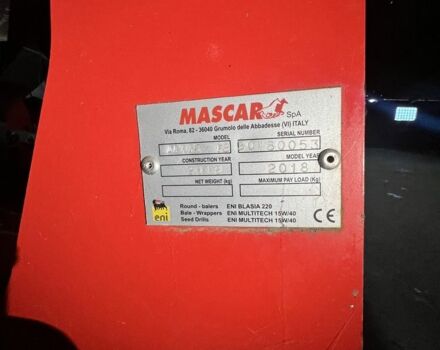 MASCAR SpA
Via Roma, 82 - 36040 Grumolo delle Abbadesse (VI) ITALY
MODEL SERIAL NUMBER
CONSTRUCTION YEAR MODEL YEAR
2018
NET WEIGHT (kg) MAXIMUM PAY LOAD (Kg)
Round - balers ENI BLASIA 220
Bale - Wrappers ENI MULTITECH 15W/40
Seed Drills ENI MULTITECH 15W/40
eni
CE